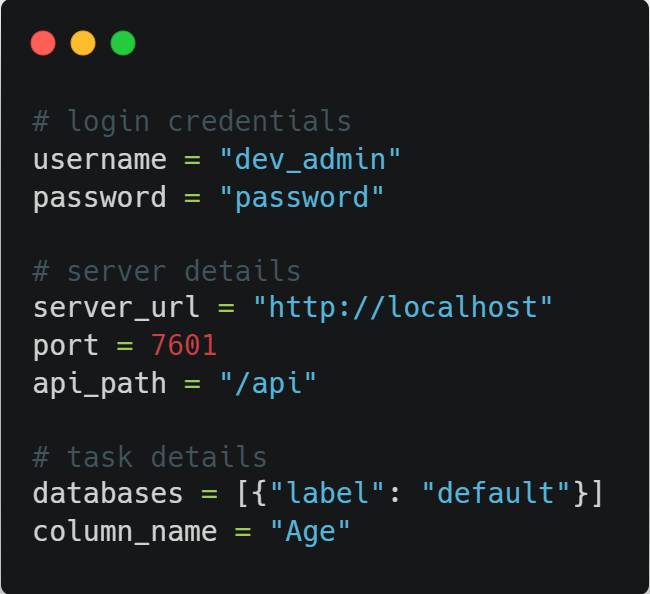 # login credentials
username = "dev_admin"
password = "password"
# server details
server_url = "http://localhost"
port = 7601
api_path = "/api"
# task details
databases = [{"label": "default"}]
column_name = "Age"